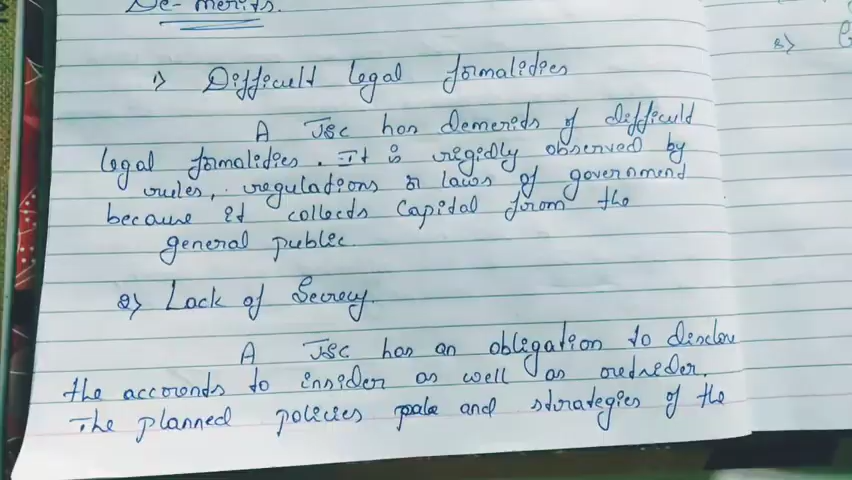 De-merits.
1) Difficult legal formalities
A JSC has demerits of difficult
legal formalities. It is rigidly observed by
rules, regulations or laws of government
because it collects capital from the
general public
2) Lack of Secrecy.
A JSC has an obligation to disclose
the accounts to insider as well as outsider.
The planned policies and strategies of the
8)